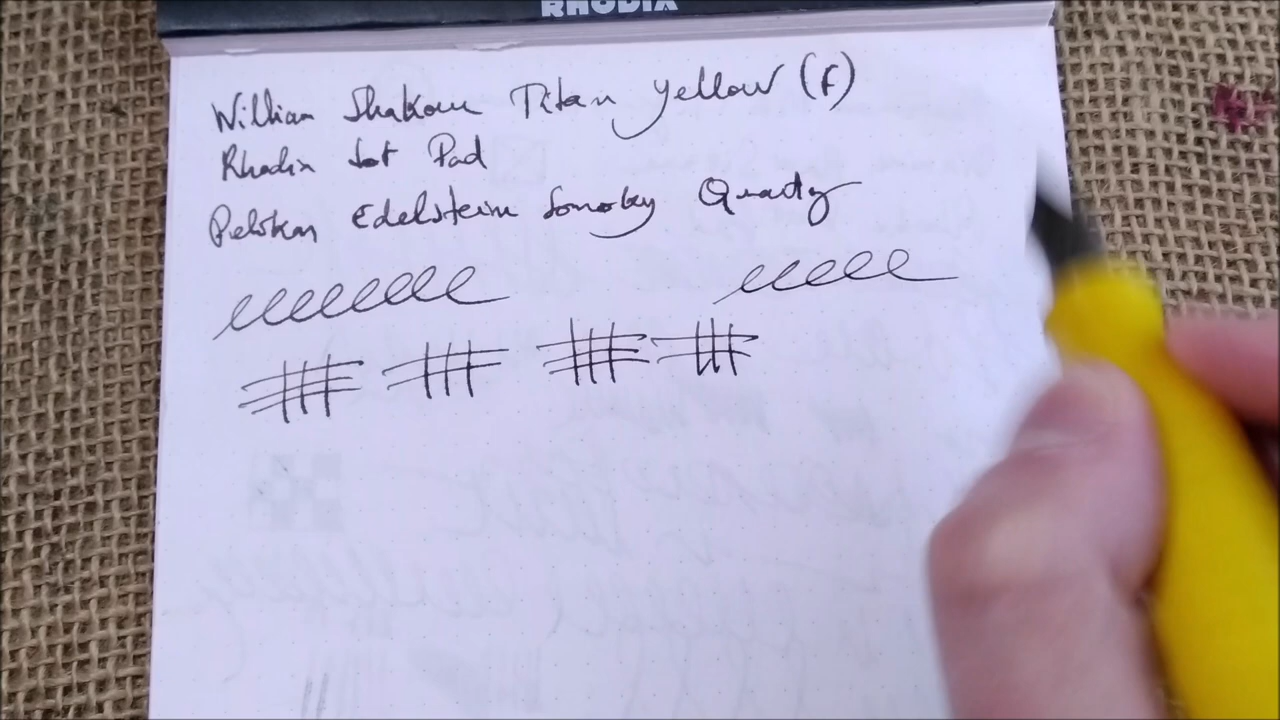 RHODIA
William Shakour Titan Yellow (F)
Rhodia Dot Pad
Pelikan Edelstein Smoky Quartz